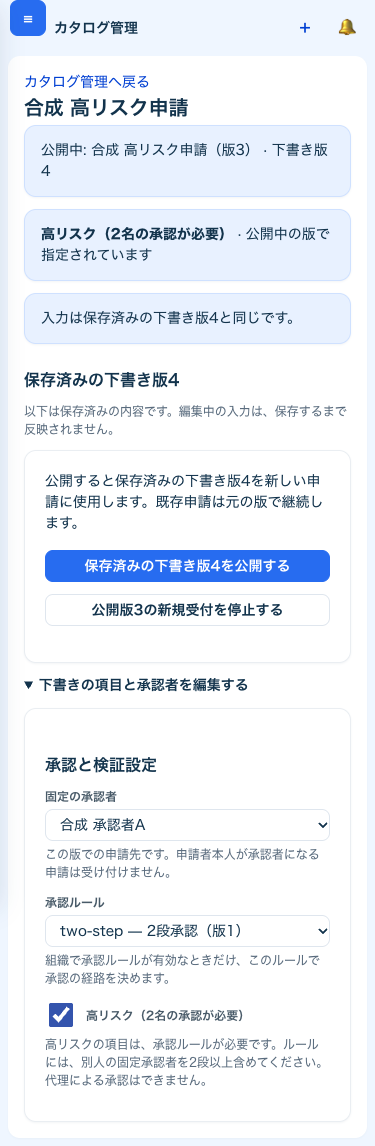 ≡ カタログ管理 + 🔔
カタログ管理へ戻る
合成 高リスク申請
公開中: 合成 高リスク申請（版3） · 下書き版
4
高リスク（2名の承認が必要） · 公開中の版で
指定されています
入力は保存済みの下書き版4と同じです。
保存済みの下書き版4
以下は保存済みの内容です。編集中の入力は、保存するまで
反映されません。
公開すると保存済みの下書き版4を新しい申
請に使用します。既存申請は元の版で継続し
ます。
保存済みの下書き版4を公開する
公開版3の新規受付を停止する
▼ 下書きの項目と承認者を編集する
承認と検証設定
固定の承認者
合成 承認者A
この版での申請先です。申請者本人が承認者になる
申請は受け付けません。
承認ルール
two-step — 2段承認（版1）
組織で承認ルールが有効なときだけ、このルールで
承認の経路を決めます。
高リスク（2名の承認が必要）
高リスクの項目は、承認ルールが必要です。ルール
には、別人の固定承認者を2段以上含めてください。
代理による承認はできません。